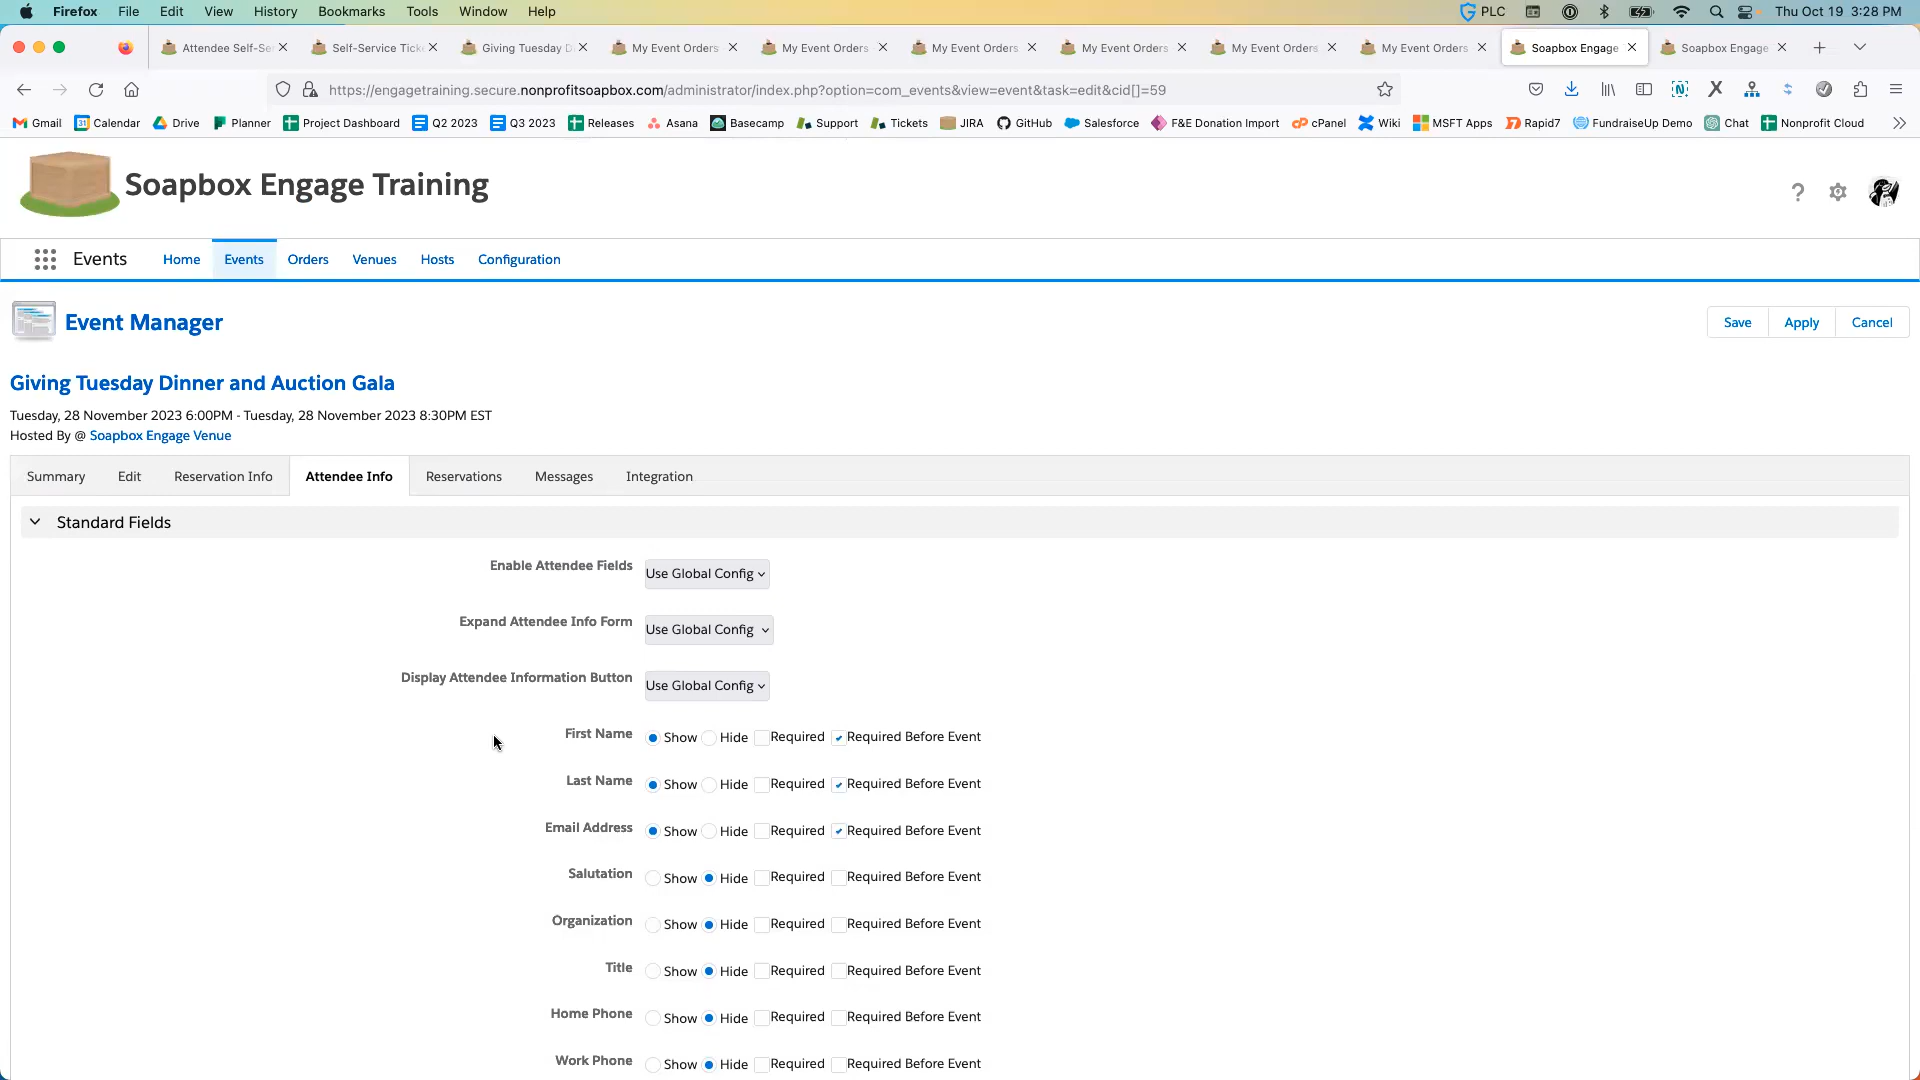 Firefox File Edit View History Bookmarks Tools Window Help PLC Thu Oct 19 3:28 PM
Attendee Self-Se Self-Service Tick Giving Tuesday D My Event Orders My Event Orders My Event Orders My Event Orders My Event Orders My Event Orders Soapbox Engage Soapbox Engage
https://engagetraining.secure.nonprofitsoapbox.com/administrator/index.php?option=com_events&view=event&task=edit&cid[]=59
Gmail Calendar Drive Planner Project Dashboard Q2 2023 Q3 2023 Releases Asana Basecamp Support Tickets JIRA GitHub Salesforce F&E Donation Import cPanel Wiki MSFT Apps Rapid7 FundraiseUp Demo Chat Nonprofit Cloud
Soapbox Engage Training
Events Home Events Orders Venues Hosts Configuration
Event Manager Save Apply Cancel
Giving Tuesday Dinner and Auction Gala
Tuesday, 28 November 2023 6:00PM - Tuesday, 28 November 2023 8:30PM EST
Hosted By @ Soapbox Engage Venue
Summary Edit Reservation Info Attendee Info Reservations Messages Integration
Standard Fields
Enable Attendee Fields Use Global Config
Expand Attendee Info Form Use Global Config
Display Attendee Information Button Use Global Config
First Name Show Hide Required Required Before Event
Last Name Show Hide Required Required Before Event
Email Address Show Hide Required Required Before Event
Salutation Show Hide Required Required Before Event
Organization Show Hide Required Required Before Event
Title Show Hide Required Required Before Event
Home Phone Show Hide Required Required Before Event
Work Phone Show Hide Required Required Before Event